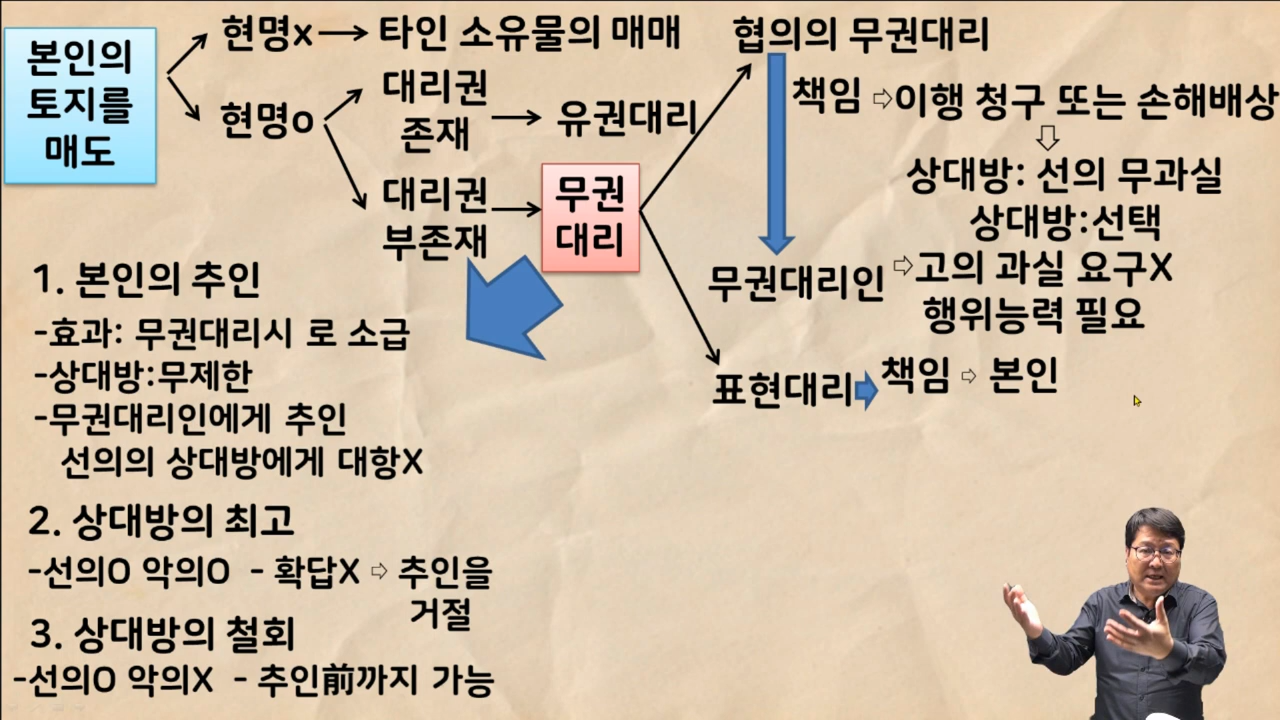 본인의
토지를
매도
현명x → 타인 소유물의 매매
현명o
대리권
존재
→ 유권대리
대리권
부존재
→ 무권
대리
협의의 무권대리
책임 ⇨이행 청구 또는 손해배상
⇩
상대방: 선의 무과실
상대방:선택
무권대리인 ⇨고의 과실 요구X
행위능력 필요
표현대리 책임 ⇨ 본인
1. 본인의 추인
-효과: 무권대리시 로 소급
-상대방:무제한
-무권대리인에게 추인
선의의 상대방에게 대항X
2. 상대방의 최고
-선의O 악의O - 확답X ⇨ 추인을
거절
3. 상대방의 철회
-선의O 악의X - 추인前까지 가능